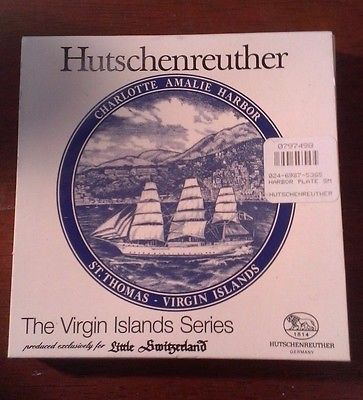 Hutschenreuther
CHARLOTTE AMALIE HARBOR
0797498
024-6987-5365
HARBOR PLATE SM
HUTSCHENREUTHER
ST. THOMAS - VIRGIN ISLANDS
The Virgin Islands Series
produced exclusively for Little Switzerland
1814
HUTSCHENREUTHER
GERMANY